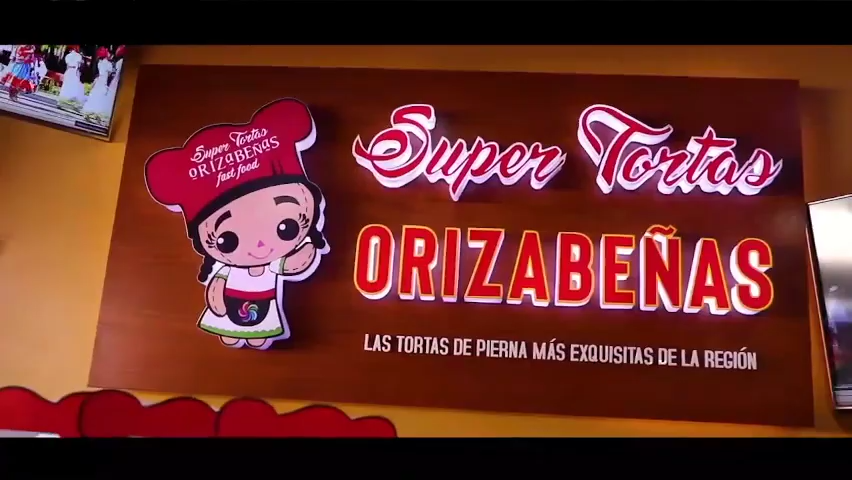 Super Tortas
ORIZABEÑAS
fast food
Super Tortas
ORIZABEÑAS
LAS TORTAS DE PIERNA MÁS EXQUISITAS DE LA REGIÓN